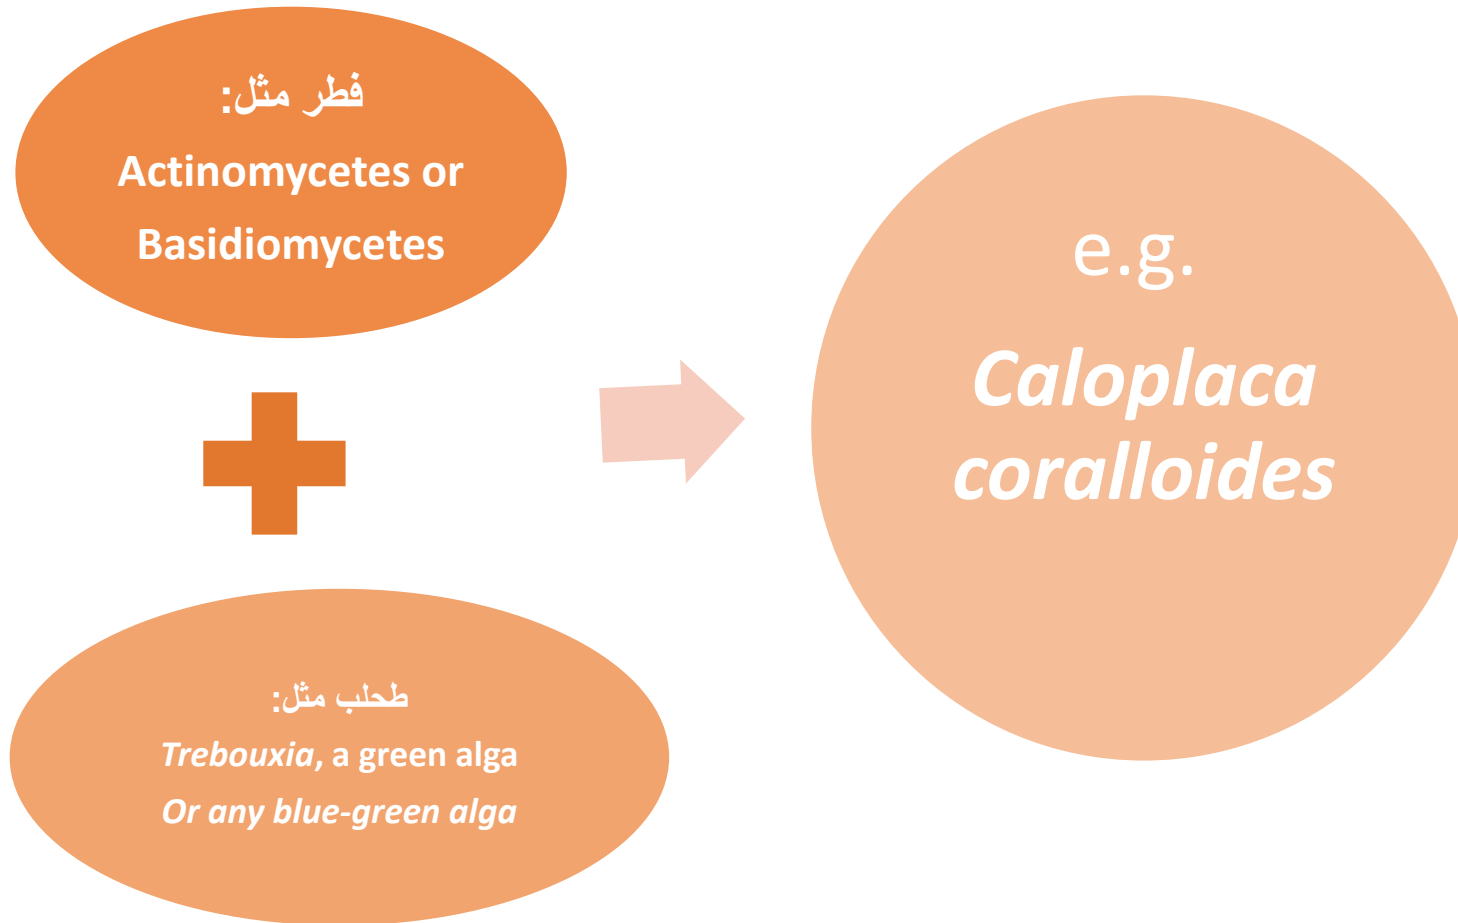 فطر مثل:
Actinomycetes or
Basidiomycetes
طحلب مثل:
Trebouxia, a green alga
Or any blue-green alga
e.g.
Caloplaca
coralloides